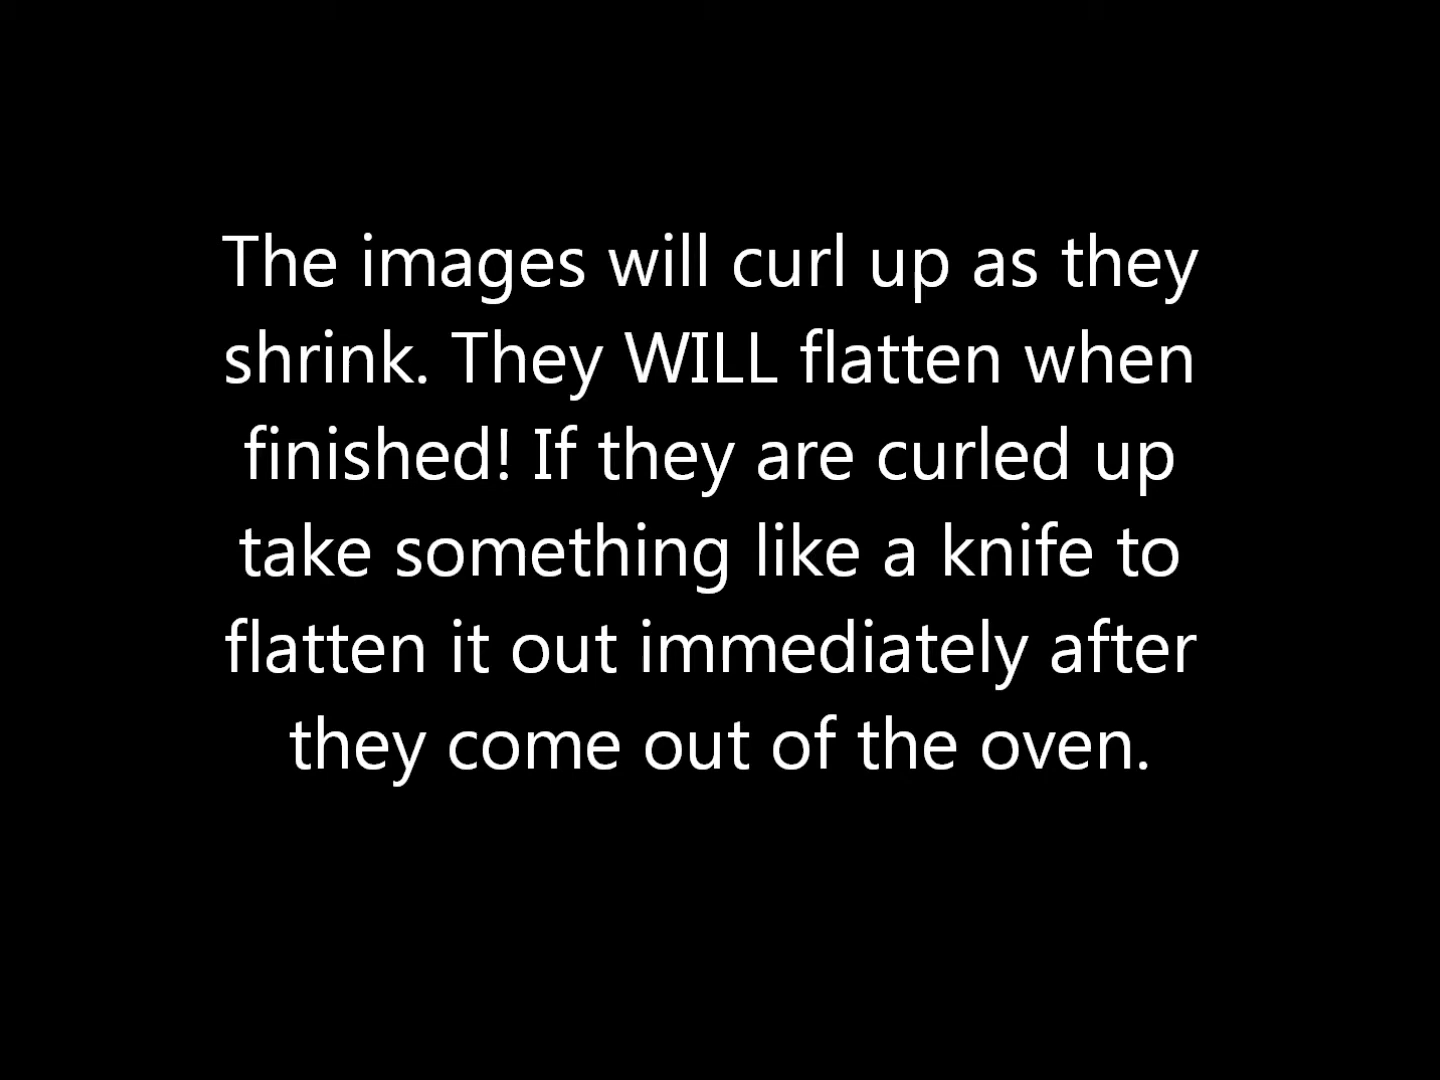 The images will curl up as they
shrink. They WILL flatten when
finished! If they are curled up
take something like a knife to
flatten it out immediately after
they come out of the oven.